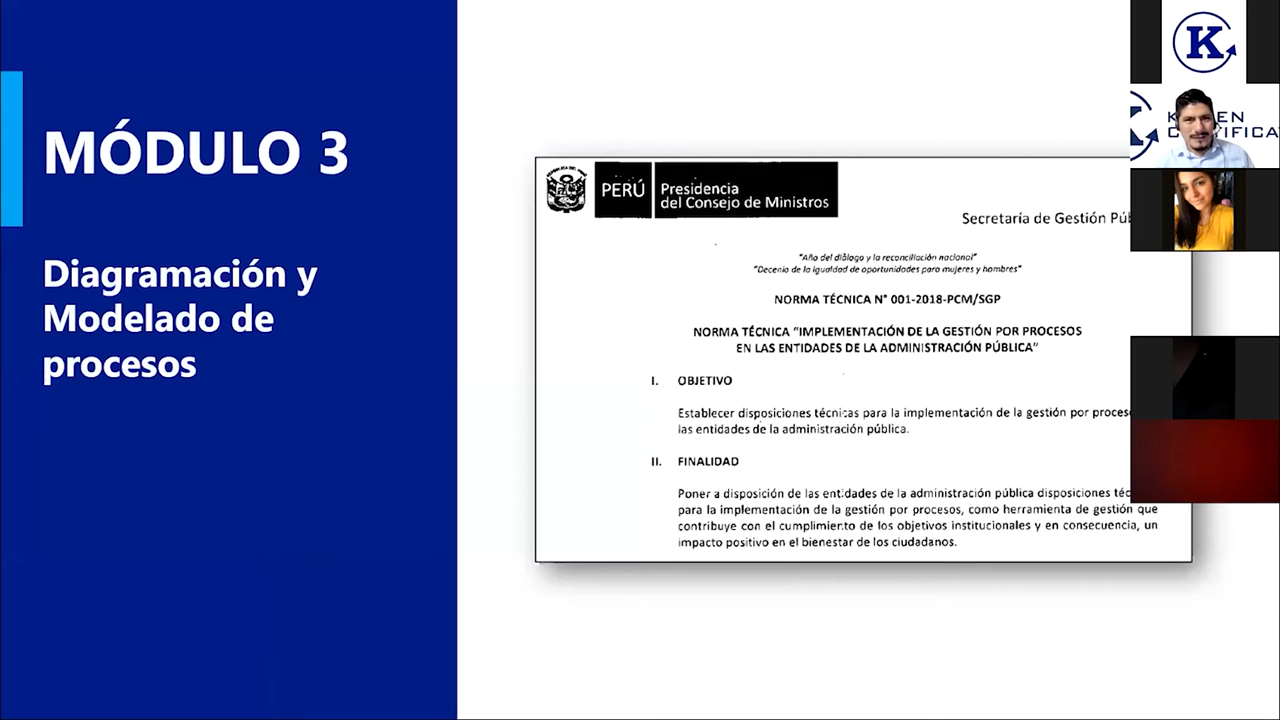 MÓDULO 3
Diagramación y
Modelado de
procesos
PERÚ
Presidencia
del Consejo de Ministros
Secretaría de Gestión
"Año del diálogo y la reconciliación nacional"
"Decenio de la igualdad de oportunidades para mujeres y hombres"
NORMA TÉCNICA N° 001-2018-PCM/SGP
NORMA TÉCNICA "IMPLEMENTACIÓN DE LA GESTIÓN POR PROCESOS
EN LAS ENTIDADES DE LA ADMINISTRACIÓN PÚBLICA"
I. OBJETIVO
Establecer disposiciones técnicas para la implementación de la gestión por
las entidades de la administración pública.
II. FINALIDAD
Poner a disposición de las entidades de la administración pública disposiciones
para la implementación de la gestión por procesos, como herramienta de gestión que
contribuye con el cumplimiento de los objetivos institucionales y en consecuencia, un
impacto positivo en el bienestar de los ciudadanos.
K